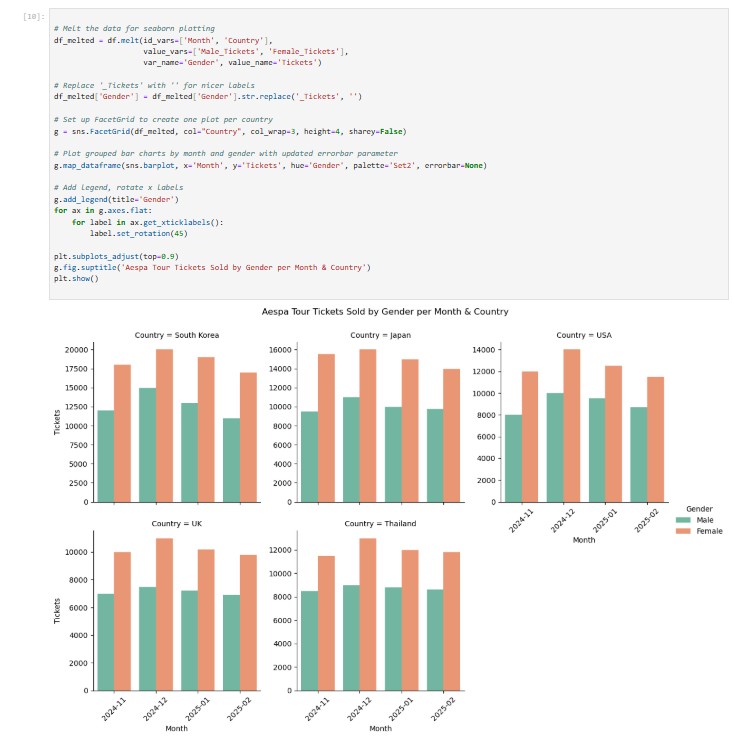 [10]:
# Melt the data for seaborn plotting
df_melted = df.melt(id_vars=['Month', 'Country'],
value_vars=['Male_Tickets', 'Female_Tickets'],
var_name='Gender', value_name='Tickets')
# Replace '_Tickets' with '' for nicer labels
df_melted['Gender'] = df_melted['Gender'].str.replace('_Tickets', '')
# Set up FacetGrid to create one plot per country
g = sns.FacetGrid(df_melted, col="Country", col_wrap=3, height=4, sharey=False)
# Plot grouped bar charts by month and gender with updated errorbar parameter
g.map_dataframe(sns.barplot, x='Month', y='Tickets', hue='Gender', palette='Set2', errorbar=None)
# Add Legend, rotate x labels
g.add_legend(title='Gender')
for ax in g.axes.flat:
for label in ax.get_xticklabels():
label.set_rotation(45)
plt.subplots_adjust(top=0.9)
g.fig.suptitle('Aespa Tour Tickets Sold by Gender per Month & Country')
plt.show()
Aespa Tour Tickets Sold by Gender per Month & Country
Country = South Korea
20000
17500
15000
12500
10000
7500
5000
2500
0
Tickets
Country = Japan
16000
14000
12000
10000
8000
6000
4000
2000
0
Country = USA
14000
12000
10000
8000
6000
4000
2000
0
2024-11
2024-12
2025-01
2025-02
Month
Gender
Male
Female
Country = UK
10000
8000
6000
4000
2000
0
Tickets
2024-11
2024-12
2025-01
2025-02
Month
Country = Thailand
12000
10000
8000
6000
4000
2000
0
2024-11
2024-12
2025-01
2025-02
Month